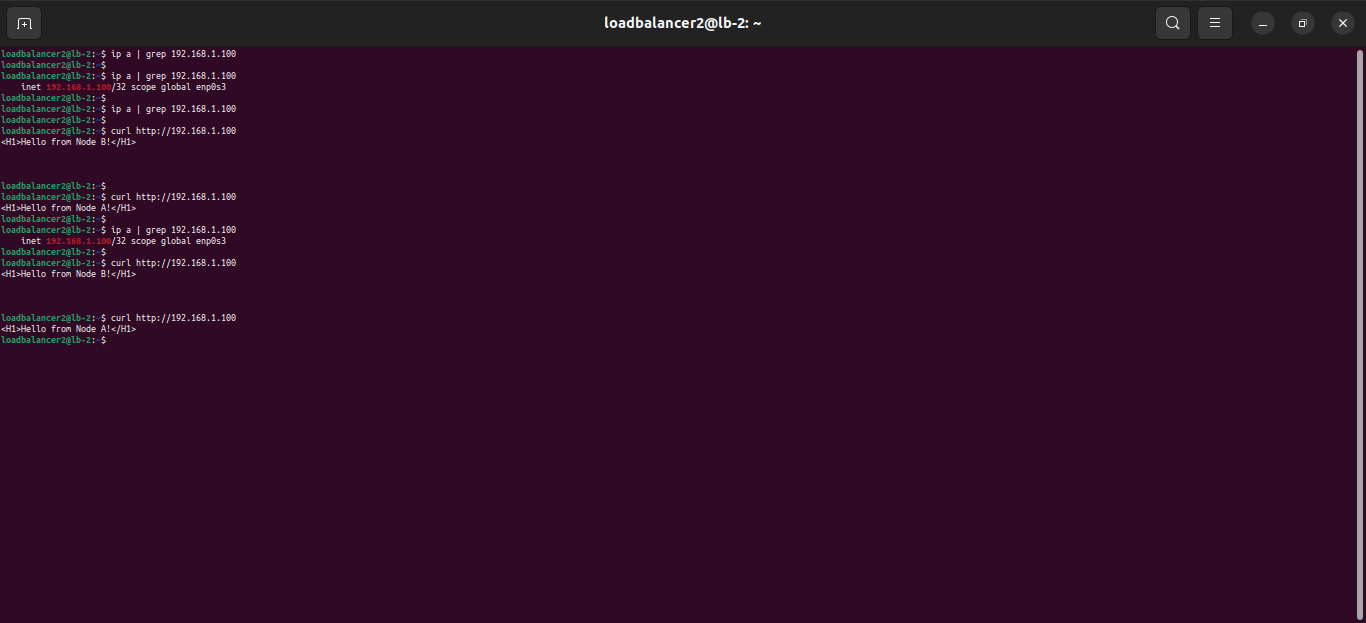 loadbalancer2@lb-2: ~
loadbalancer2@lb-2:~$ ip a | grep 192.168.1.100
loadbalancer2@lb-2:~$
loadbalancer2@lb-2:~$ ip a | grep 192.168.1.100
    inet 192.168.1.100/32 scope global enp0s3
loadbalancer2@lb-2:~$
loadbalancer2@lb-2:~$ ip a | grep 192.168.1.100
loadbalancer2@lb-2:~$
loadbalancer2@lb-2:~$ curl http://192.168.1.100
<H1>Hello from Node B!</H1>
loadbalancer2@lb-2:~$
loadbalancer2@lb-2:~$ curl http://192.168.1.100
<H1>Hello from Node A!</H1>
loadbalancer2@lb-2:~$
loadbalancer2@lb-2:~$ ip a | grep 192.168.1.100
    inet 192.168.1.100/32 scope global enp0s3
loadbalancer2@lb-2:~$
loadbalancer2@lb-2:~$ curl http://192.168.1.100
<H1>Hello from Node B!</H1>
loadbalancer2@lb-2:~$ curl http://192.168.1.100
<H1>Hello from Node A!</H1>
loadbalancer2@lb-2:~$